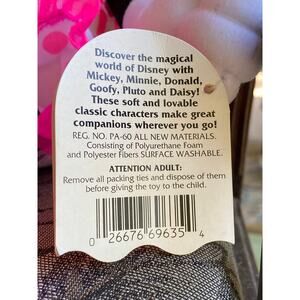 Discover the magical
world of Disney with
Mickey, Minnie, Donald,
Goofy, Pluto and Daisy!
These soft and lovable
classic characters make great
companions wherever you go!
REG. NO. PA-60 ALL NEW MATERIALS.
Consisting of Polyurethane Foam
and Polyester Fibers SURFACE WASHABLE.
ATTENTION ADULT:
Remove all packing ties and dispose of them
before giving the toy to the child.
0 26676 69635 4